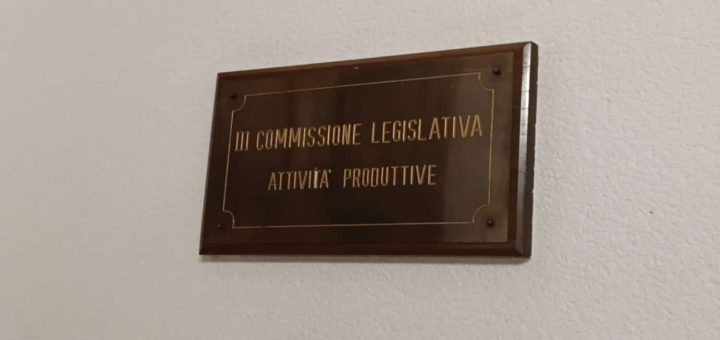 III COMMISSIONE LEGISLATIVA
ATTIVITA' PRODUTTIVE